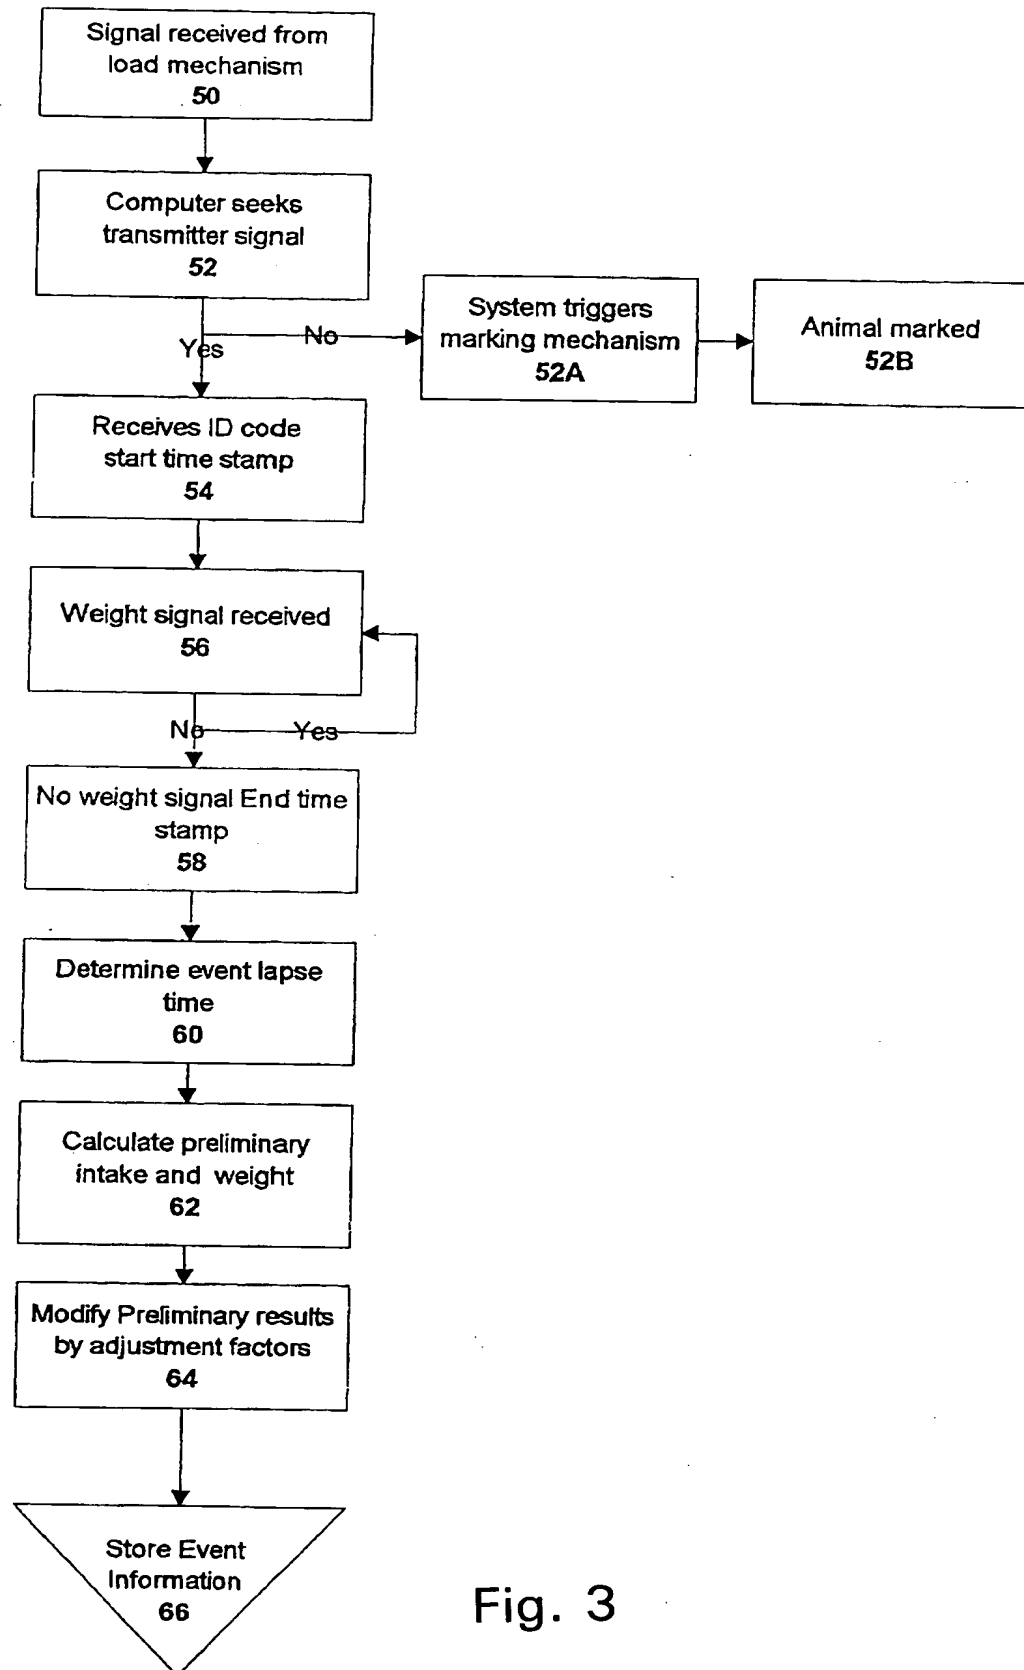 Signal received from
load mechanism
50
Computer seeks
transmitter signal
52
No
Yes
System triggers
marking mechanism
52A
Animal marked
52B
Receives ID code
start time stamp
54
Weight signal received
56
No
Yes
No weight signal End time
stamp
58
Determine event lapse
time
60
Calculate preliminary
intake and weight
62
Modify Preliminary results
by adjustment factors
64
Store Event
Information
66
Fig. 3